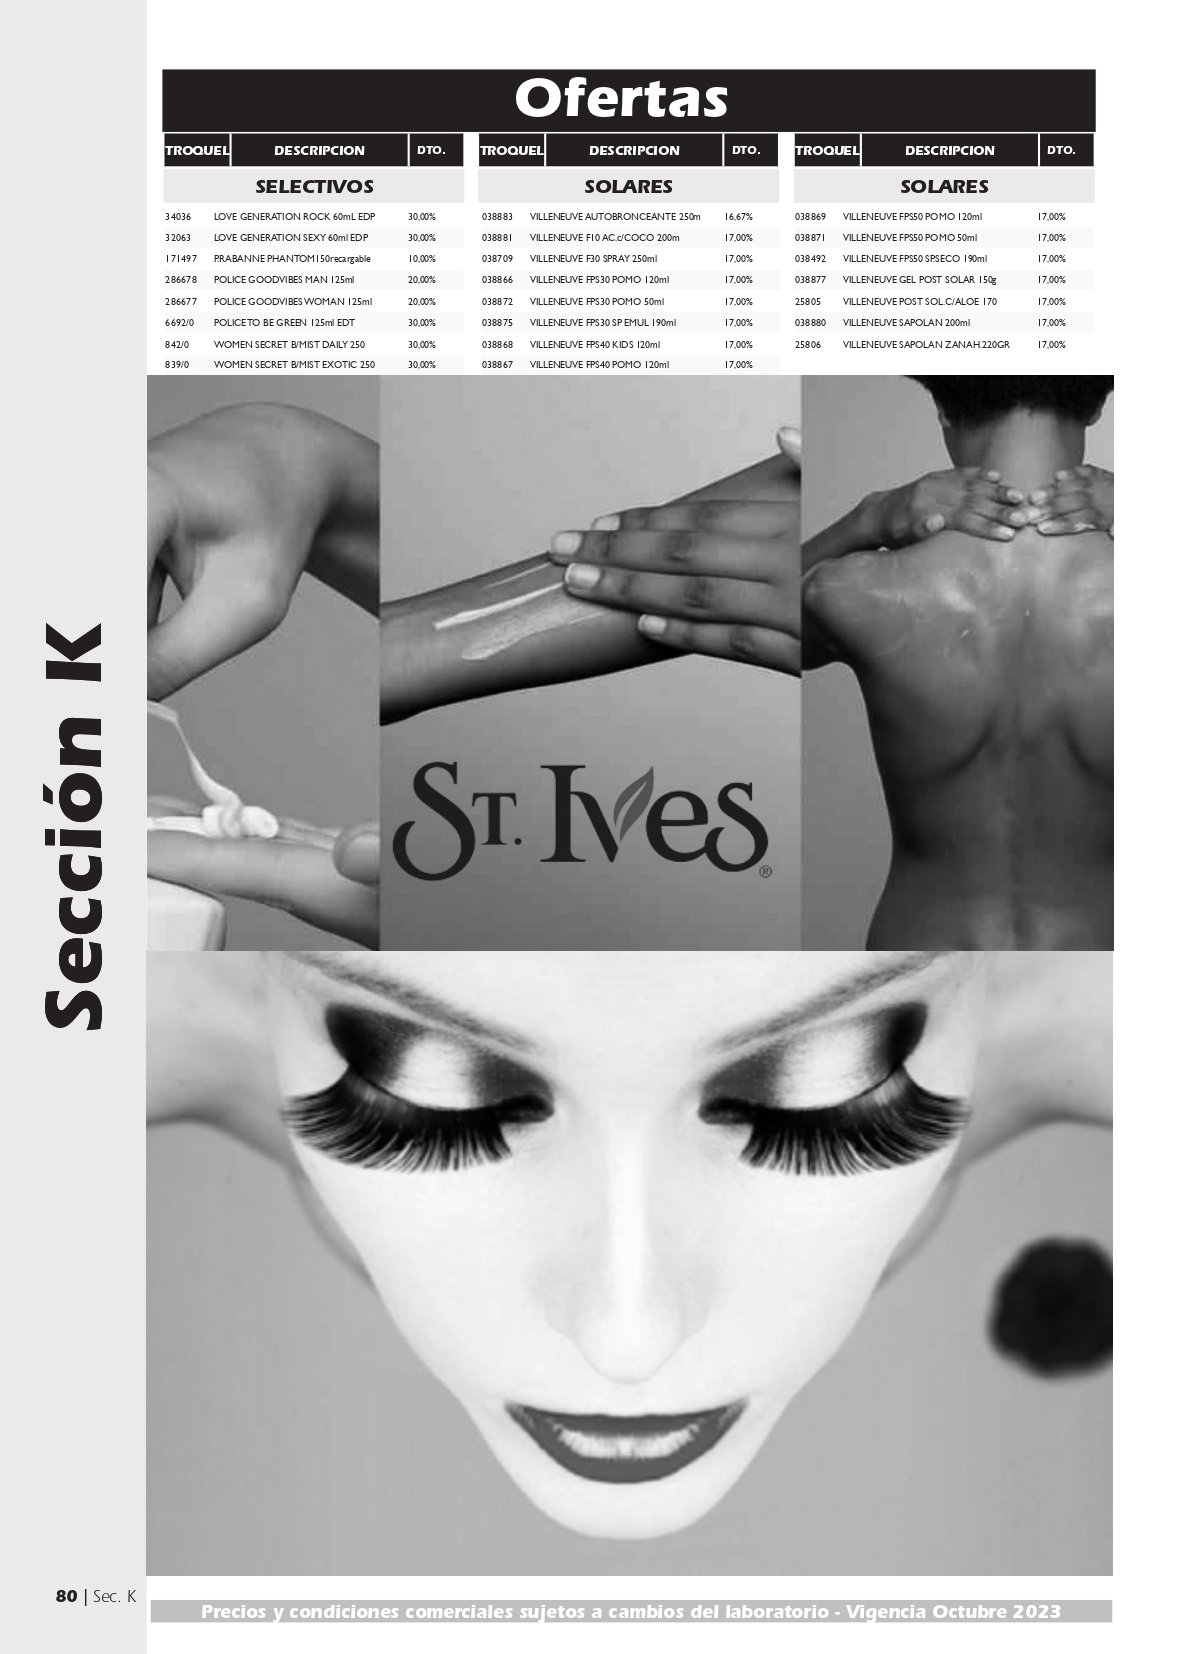 Ofertas
TROQUEL DESCRIPCION DTO.
SELECTIVOS
34036 LOVE GENERATION ROCK 60mL EDP 30,00%
32063 LOVE GENERATION SEXY 60ml EDP 30,00%
171497 PRABANNE PHANTOM150recargable 10,00%
286678 POLICE GOODVIBES MAN 125ml 20,00%
286677 POLICE GOODVIBES WOMAN 125ml 20,00%
6692/0 POLICE TO BE GREEN 125ml EDT 30,00%
842/0 WOMEN SECRET B/MIST DAILY 250 30,00%
839/0 WOMEN SECRET B/MIST EXOTIC 250 30,00%
TROQUEL DESCRIPCION DTO.
SOLARES
038883 VILLENEUVE AUTOBRONCEANTE 250m 16,67%
038881 VILLENEUVE F10 AC.c/COCO 200m 17,00%
038709 VILLENEUVE F30 SPRAY 250ml 17,00%
038866 VILLENEUVE FPS30 POMO 120ml 17,00%
038872 VILLENEUVE FPS30 POMO 50ml 17,00%
038875 VILLENEUVE FPS30 SP EMUL 190ml 17,00%
038868 VILLENEUVE FPS40 KIDS 120ml 17,00%
038867 VILLENEUVE FPS40 POMO 120ml 17,00%
TROQUEL DESCRIPCION DTO.
SOLARES
038869 VILLENEUVE FPS50 POMO 120ml 17,00%
038871 VILLENEUVE FPS50 POMO 50ml 17,00%
038492 VILLENEUVE FPS50 SP.SECO 190ml 17,00%
038877 VILLENEUVE GEL POST SOLAR 150g 17,00%
25805 VILLENEUVE POST SOL.C/ALOE 170 17,00%
038880 VILLENEUVE SAPOLAN 200ml 17,00%
25806 VILLENEUVE SAPOLAN ZANAH.220GR 17,00%
ST. Ives®
Sección K
80 | Sec. K
Precios y condiciones comerciales sujetos a cambios del laboratorio - Vigencia Octubre 2023